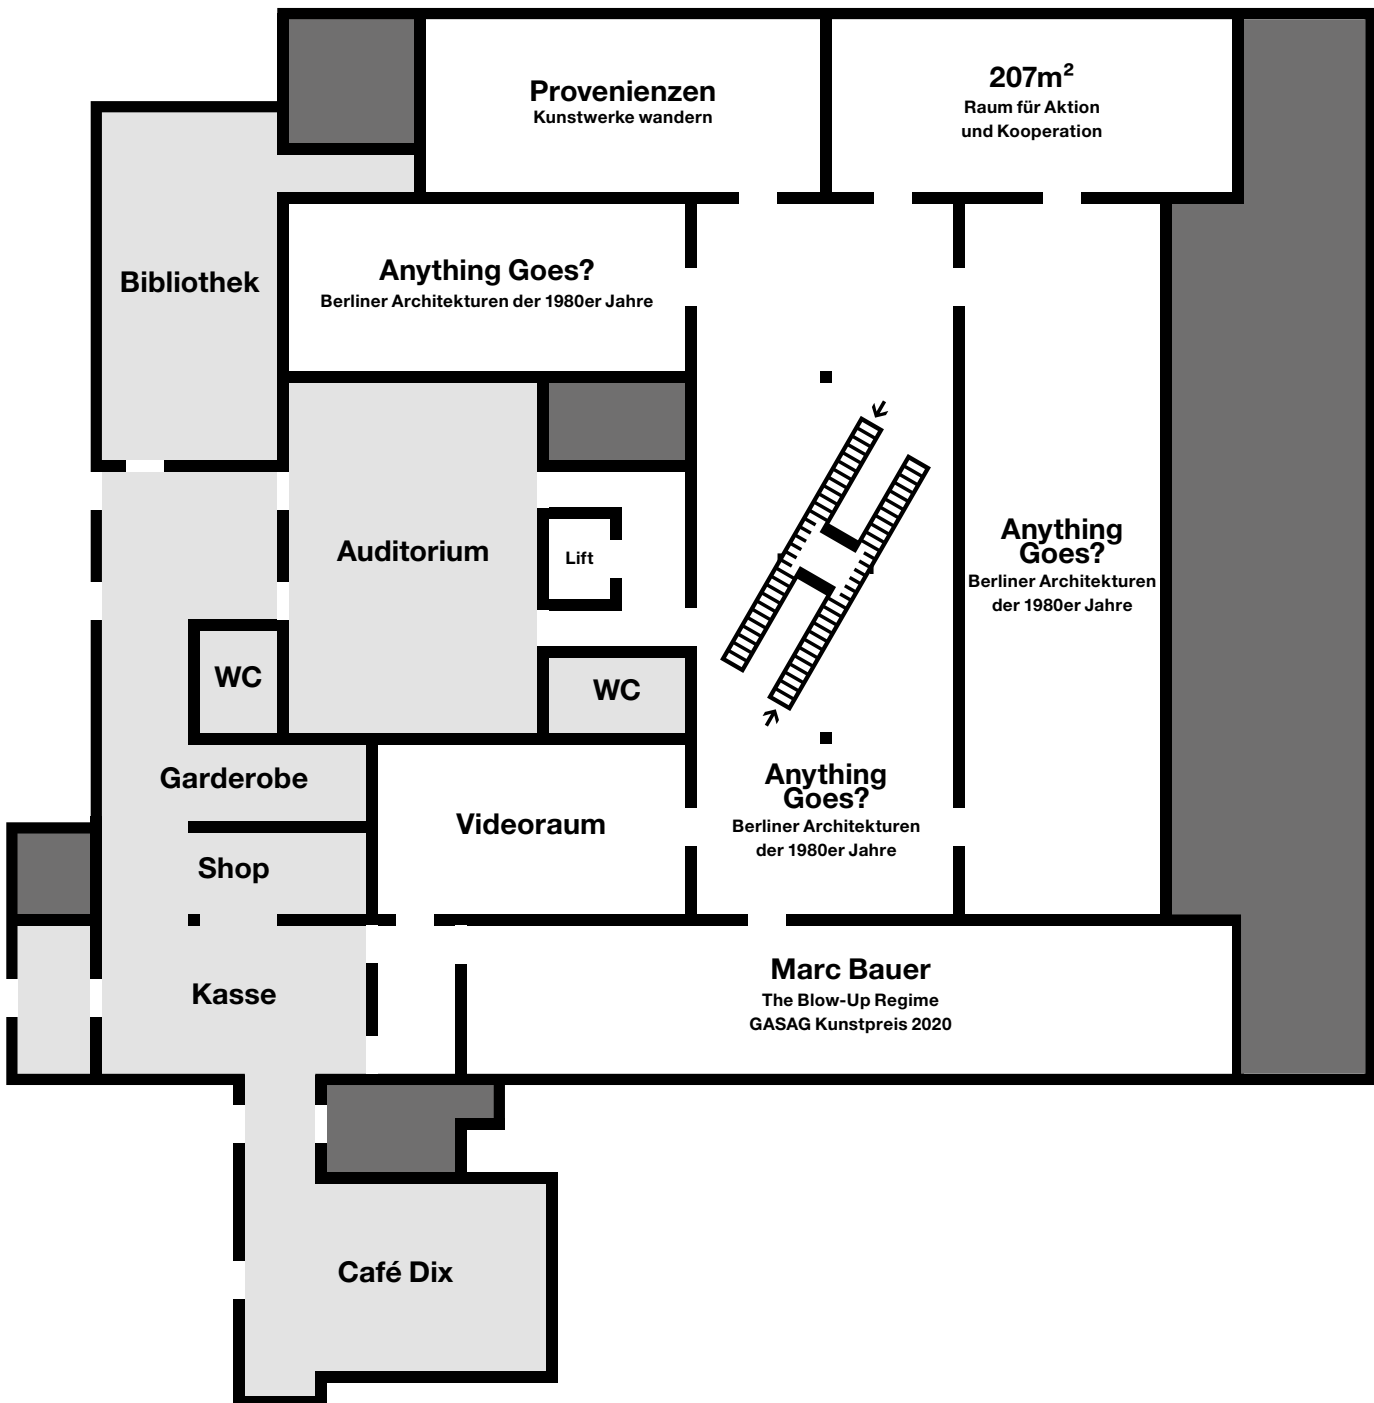 Provenienzen
Kunstwerke wandern
207m²
Raum für Aktion
und Kooperation
Bibliothek
Anything Goes?
Berliner Architekturen der 1980er Jahre
Auditorium
Lift
Anything
Goes?
Berliner Architekturen
der 1980er Jahre
WC
WC
Garderobe
Videoraum
Anything
Goes?
Berliner Architekturen
der 1980er Jahre
Shop
Kasse
Marc Bauer
The Blow-Up Regime
GASAG Kunstpreis 2020
Café Dix